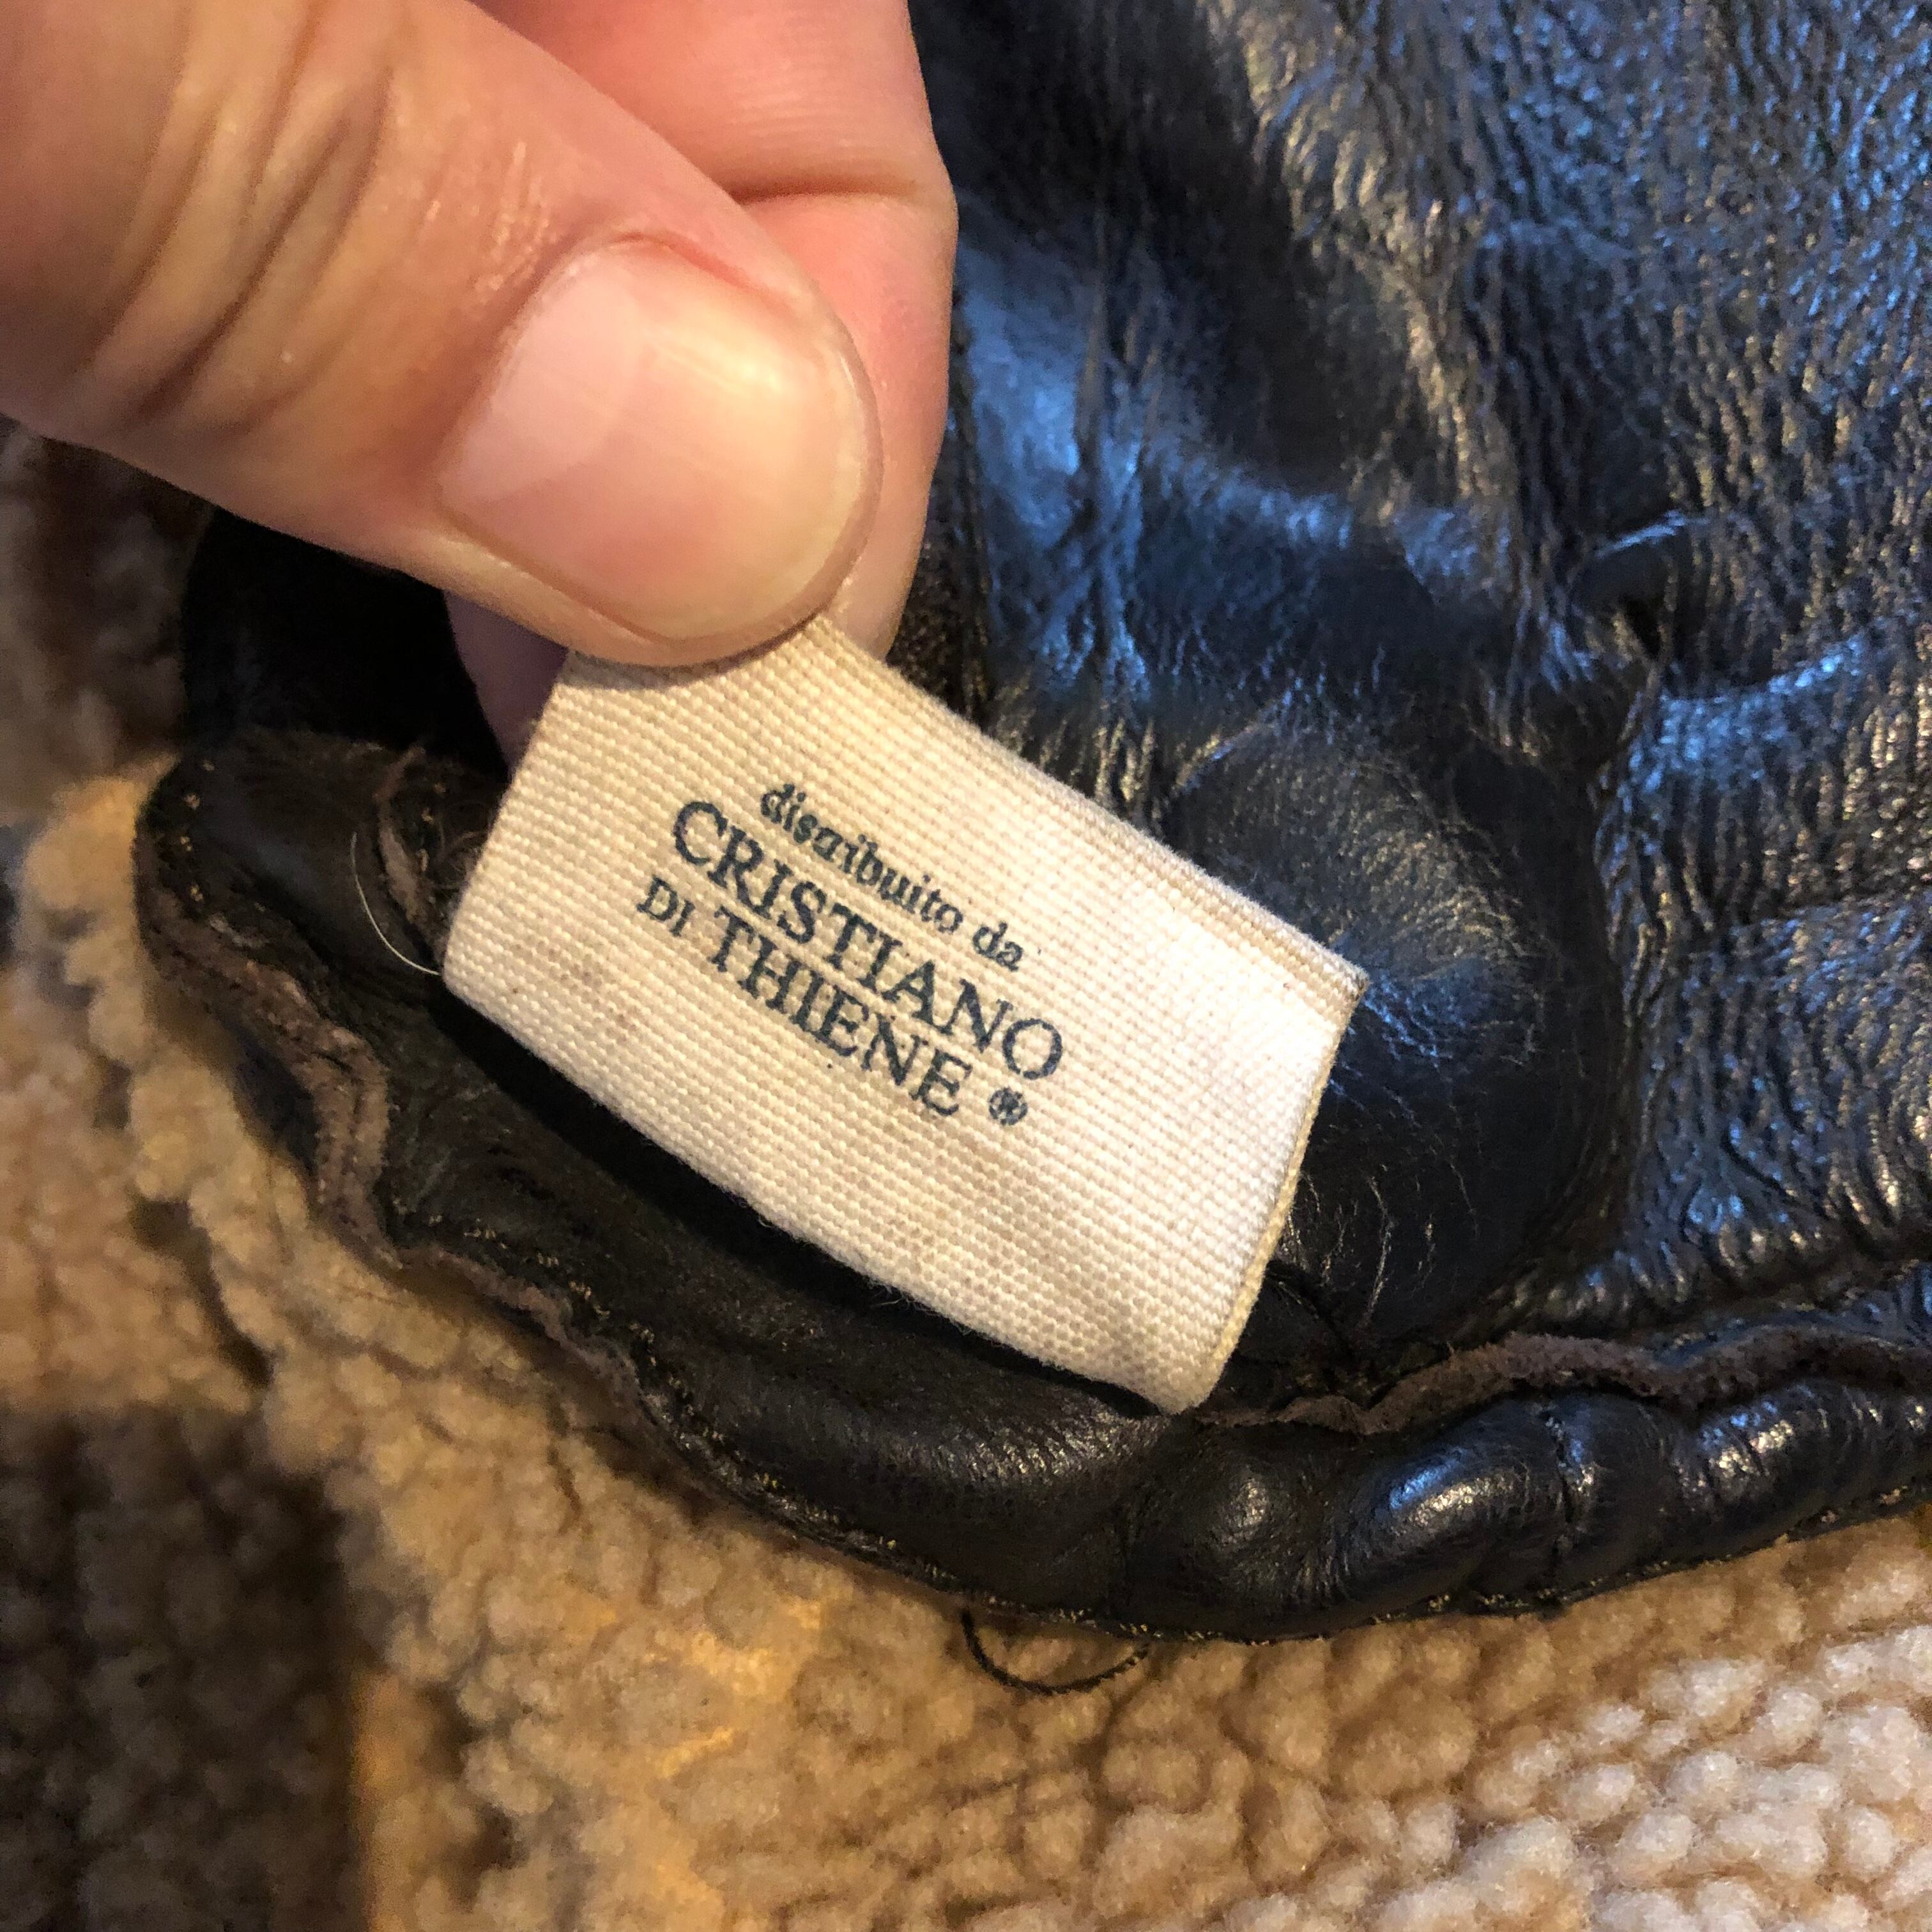 distribuito da
CRISTIANO
DI THIENE ®